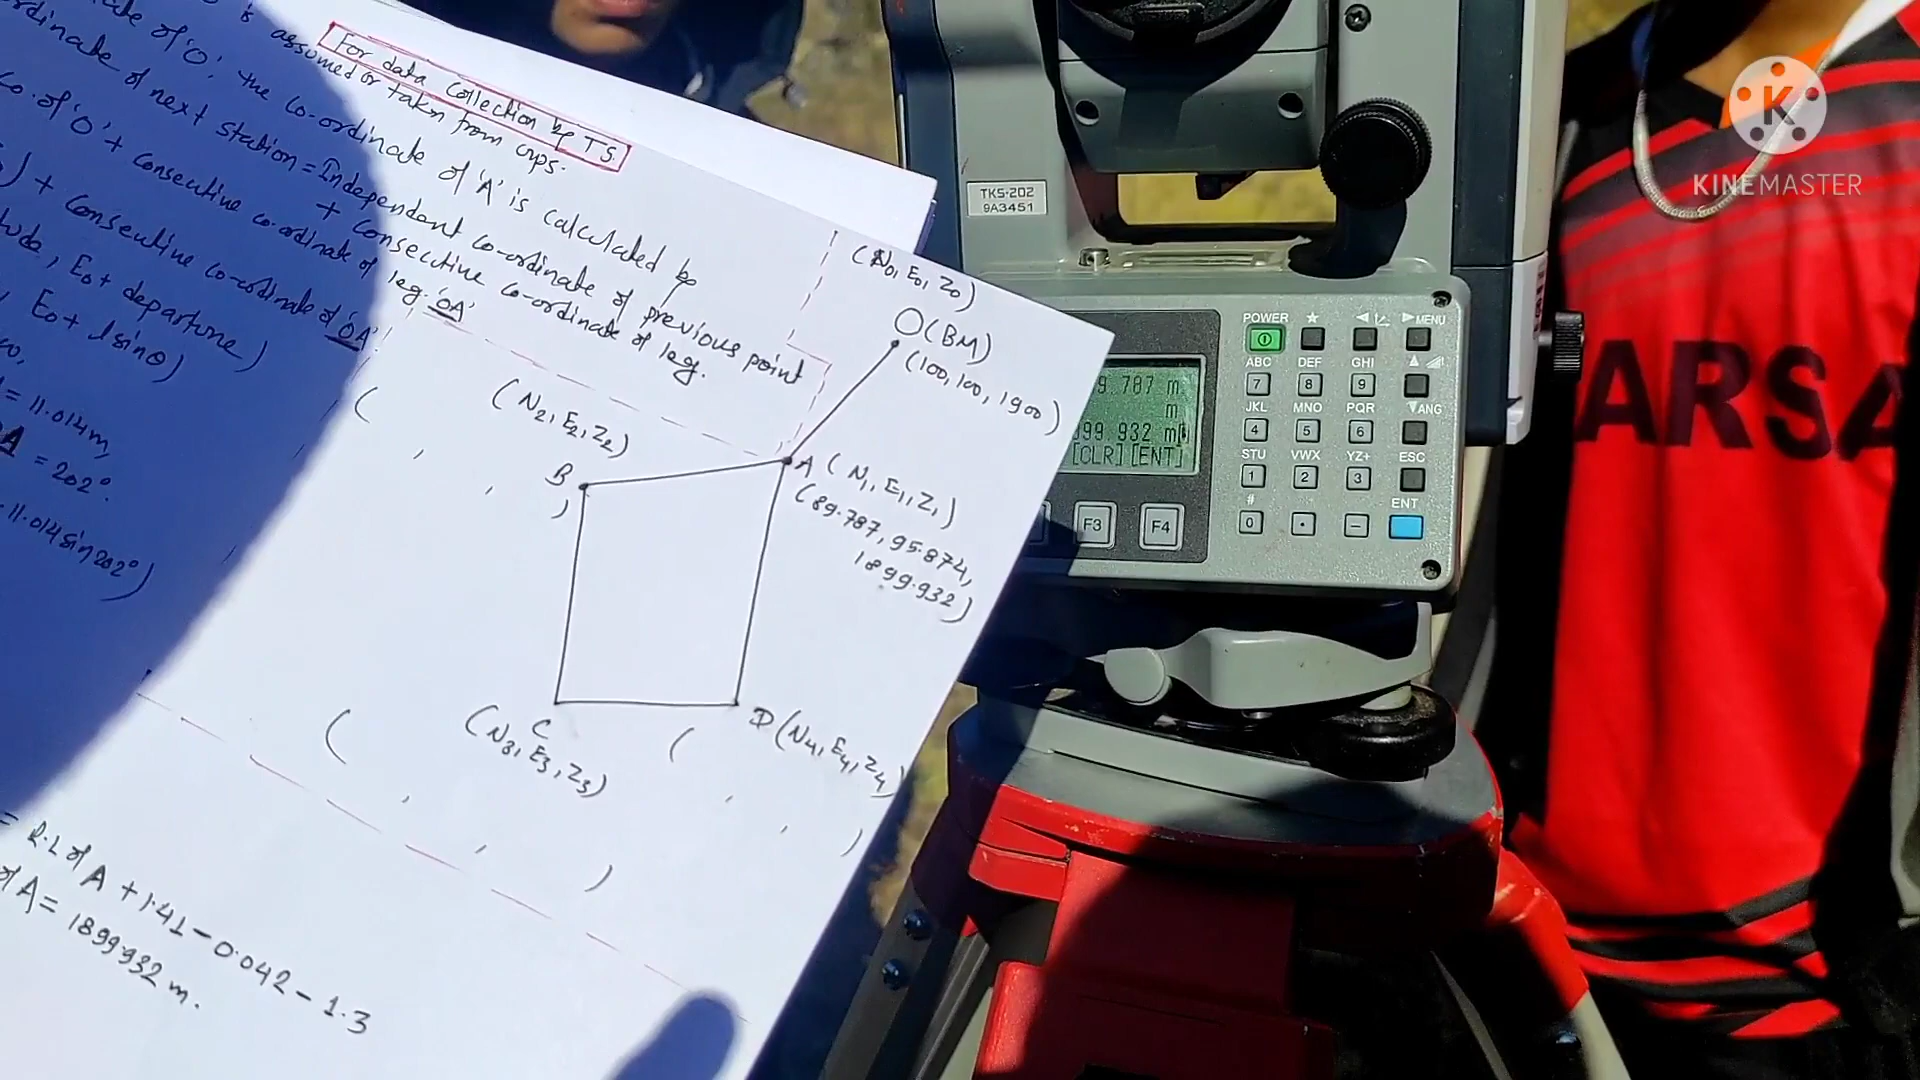 For data collection by T.S.
is assumed or taken from GPS.
of 'O', the co-ordinate of 'A' is calculated by
ordinate of next station = Independent co-ordinate of previous point
+ consecutive co-ordinate of leg.
co. of 'O' + consecutive co-ordinate of leg 'OA'
) + consecutive co-ordinate of 'OA'
tude, E0 + departure)
, E0 + l sinθ)
= 11.014m,
= 202°.
11.014 sin 202°)
(N0, E0, Z0)
O (BM)
(100, 100, 1900)
A (N1, E1, Z1)
(89.787, 95.874,
1899.932)
(N2, E2, Z2)
B
( , , )
C
(N3, E3, Z3)
( , , )
D (N4, E4, Z4)
( , , )
= R.L of A + 1.41 - 0.042 - 1.3
of A = 1899.932 m.
TKS-202
9A3451
9.787 m
m
99.932 m
[CLR] [ENT]
POWER ★ ◀ ▶ MENU
ABC DEF GHI ▲
7 8 9
JKL MNO PQR ▼ANG
4 5 6
STU VWX YZ+ ESC
1 2 3
# ENT
0 . -
F3 F4
ARSA
K
KINEMASTER